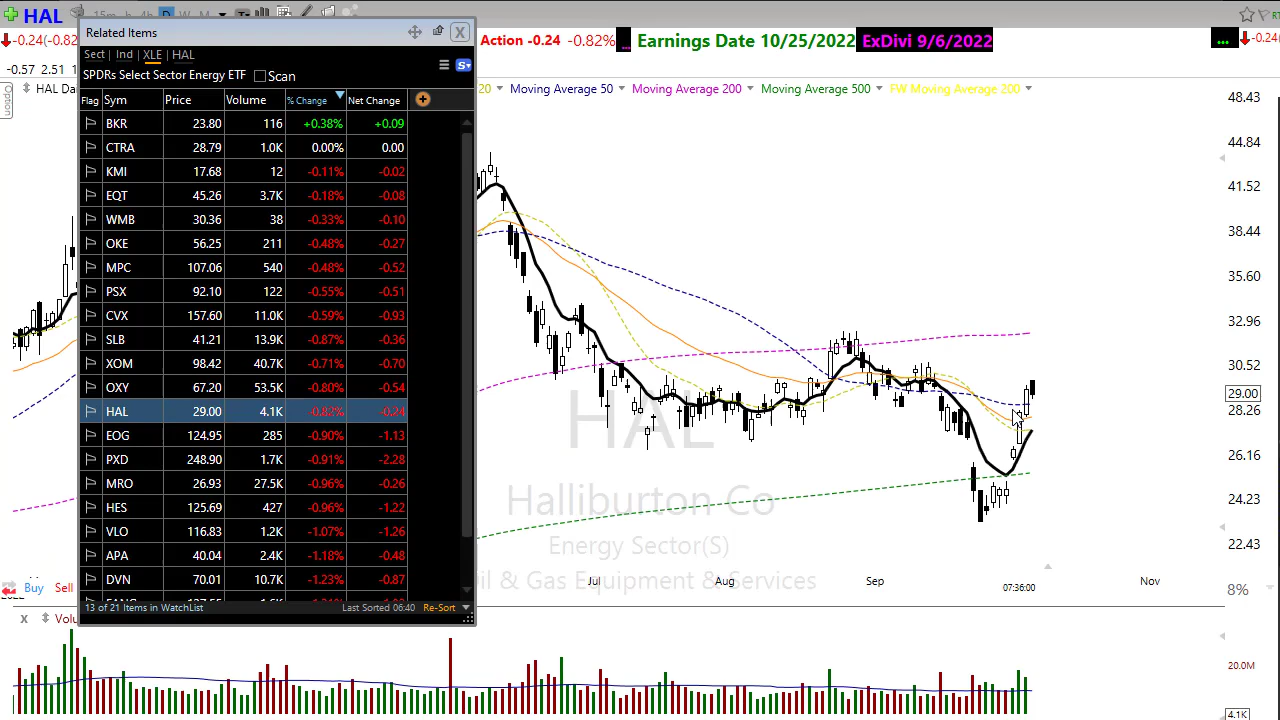 HAL
15m h 4h D W M
-0.24(-0.82
Action -0.24 -0.82% ...
Earnings Date 10/25/2022
ExDivi 9/6/2022
...
-0.24(
-0.57 2.51
Option
HAL Dai
20
Moving Average 50
Moving Average 200
Moving Average 500
FW Moving Average 200
Related Items
X
Sect Ind XLE HAL
SPDRs Select Sector Energy ETF Scan
Flag Sym Price Volume % Change Net Change
BKR 23.80 116 +0.38% +0.09
CTRA 28.79 1.0K 0.00% 0.00
KMI 17.68 12 -0.11% -0.02
EQT 45.26 3.7K -0.18% -0.08
WMB 30.36 38 -0.33% -0.10
OKE 56.25 211 -0.48% -0.27
MPC 107.06 540 -0.48% -0.52
PSX 92.10 122 -0.55% -0.51
CVX 157.60 11.0K -0.59% -0.93
SLB 41.21 13.9K -0.87% -0.36
XOM 98.42 40.7K -0.71% -0.70
OXY 67.20 53.5K -0.80% -0.54
HAL 29.00 4.1K -0.82% -0.24
EOG 124.95 285 -0.90% -1.13
PXD 248.90 1.7K -0.91% -2.28
MRO 26.93 27.5K -0.96% -0.26
HES 125.69 427 -0.96% -1.22
VLO 116.83 1.2K -1.07% -1.26
APA 40.04 2.4K -1.18% -0.48
DVN 70.01 10.7K -1.23% -0.87
13 of 21 Items in WatchList Last Sorted 06:40 Re-Sort
48.43
44.84
41.52
38.44
35.60
32.96
30.52
29.00
28.26
26.16
24.23
22.43
HAL
Halliburton Co
Energy Sector(S)
Oil & Gas Equipment & Services
Jul Aug Sep Nov
07:36:00
8%
Buy Sell
X
Volu
20.0M
4.1K